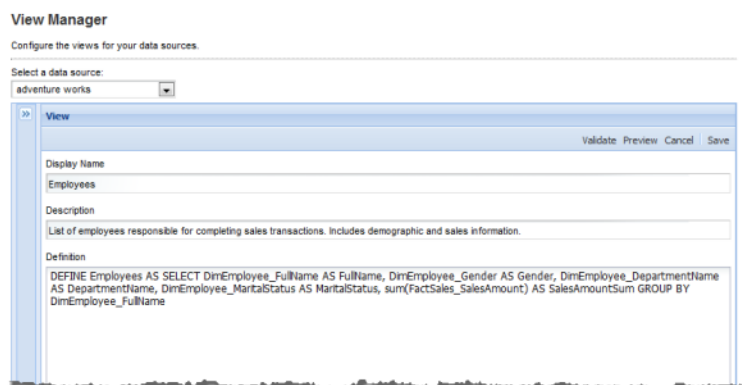 View Manager
Configure the views for your data sources.
Select a data source:
adventure works
» View
Validate Preview Cancel Save
Display Name
Employees
Description
List of employees responsible for completing sales transactions. Includes demographic and sales information.
Definition
DEFINE Employees AS SELECT DimEmployee_FullName AS FullName, DimEmployee_Gender AS Gender, DimEmployee_DepartmentName
AS DepartmentName, DimEmployee_MaritalStatus AS MaritalStatus, sum(FactSales_SalesAmount) AS SalesAmountSum GROUP BY
DimEmployee_FullName